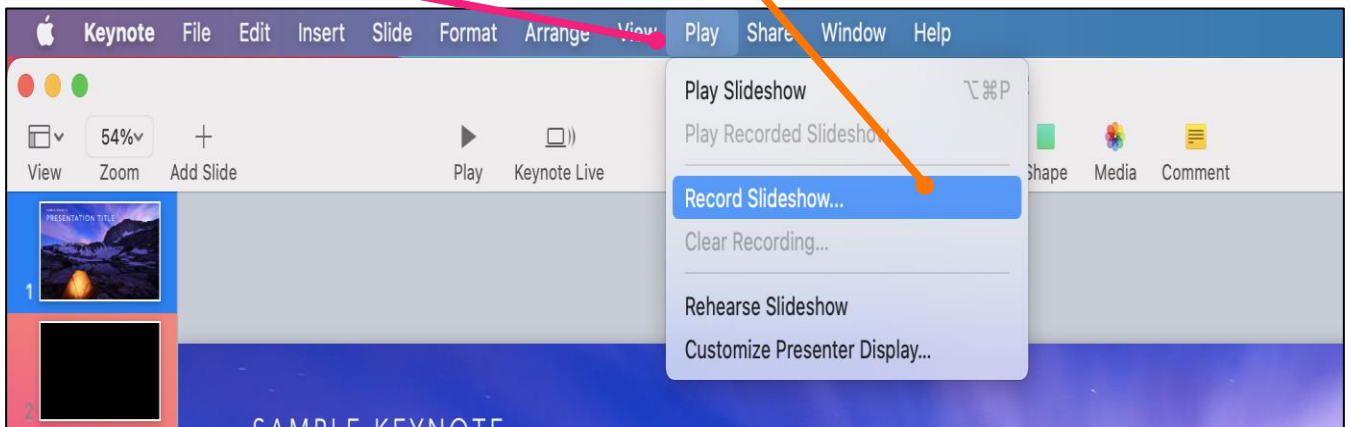 Keynote File Edit Insert Slide Format Arrange View Play Share Window Help
Play Slideshow ⌥⌘P
Play Recorded Slideshow
Record Slideshow...
Clear Recording...
Rehearse Slideshow
Customize Presenter Display...
54%
View Zoom Add Slide Play Keynote Live Shape Media Comment
PRESENTATION TITLE
1
2
SAMPLE KEYNOTE